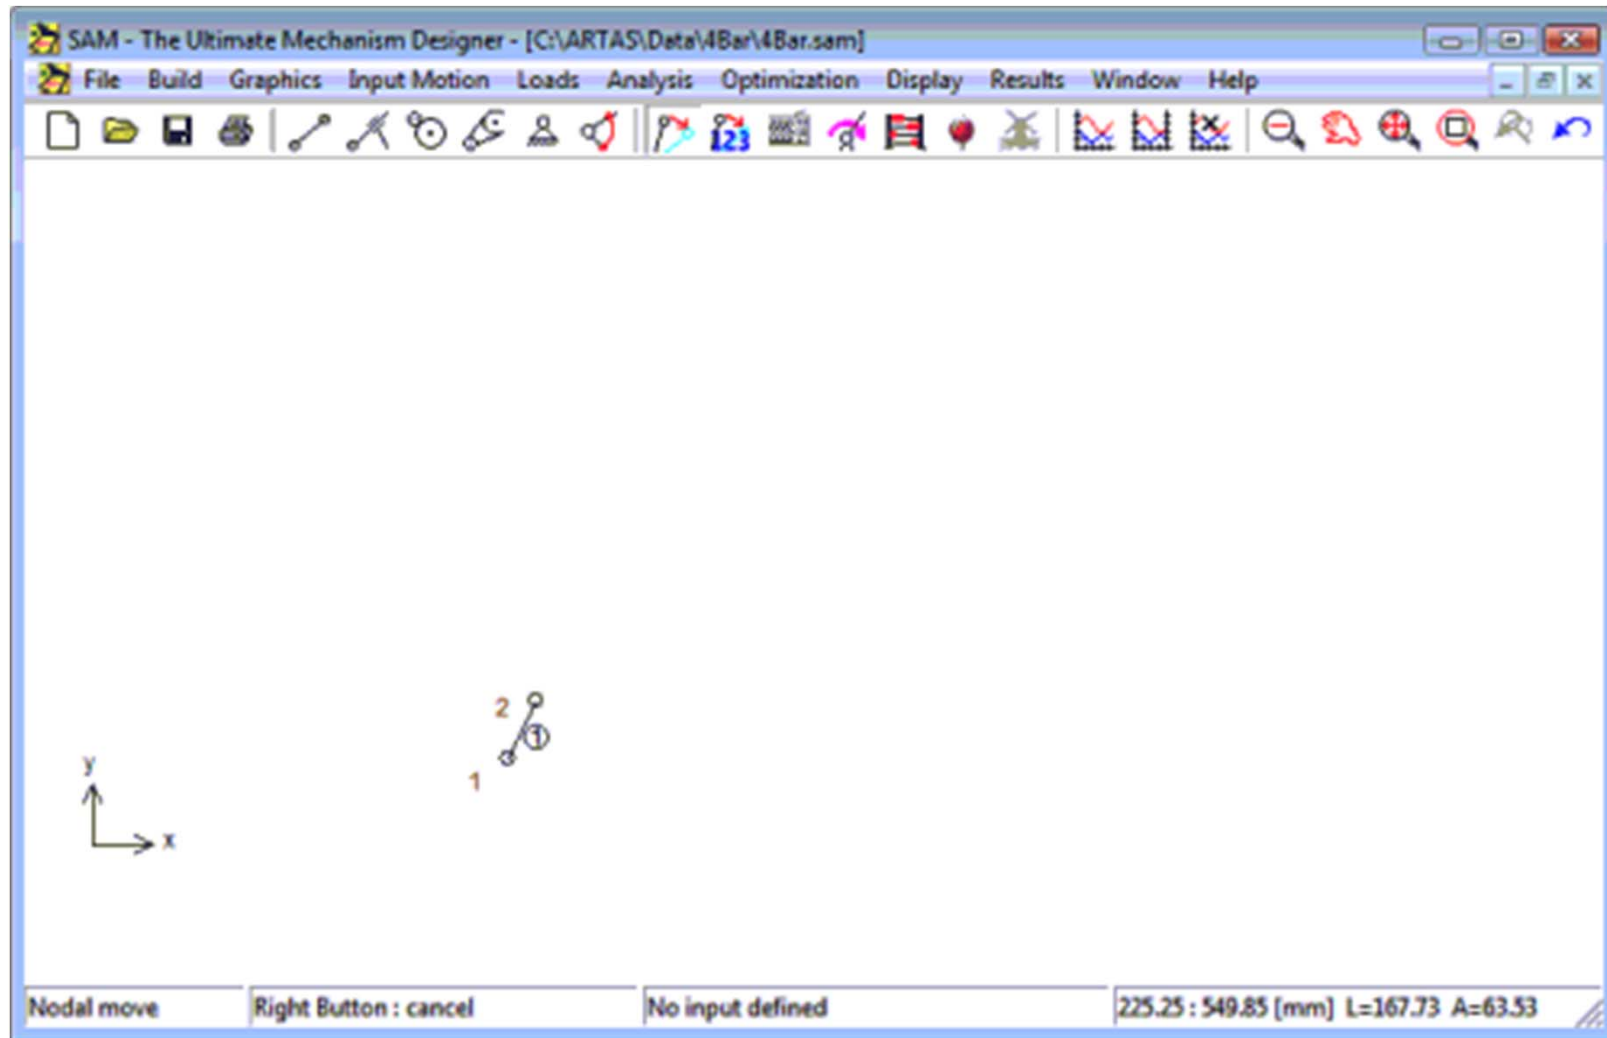 SAM - The Ultimate Mechanism Designer - [C:\ARTAS\Data\4Bar\4Bar.sam]
File Build Graphics Input Motion Loads Analysis Optimization Display Results Window Help
123
2
①
1
y
x
Nodal move Right Button : cancel No input defined 225.25 : 549.85 [mm] L=167.73 A=63.53